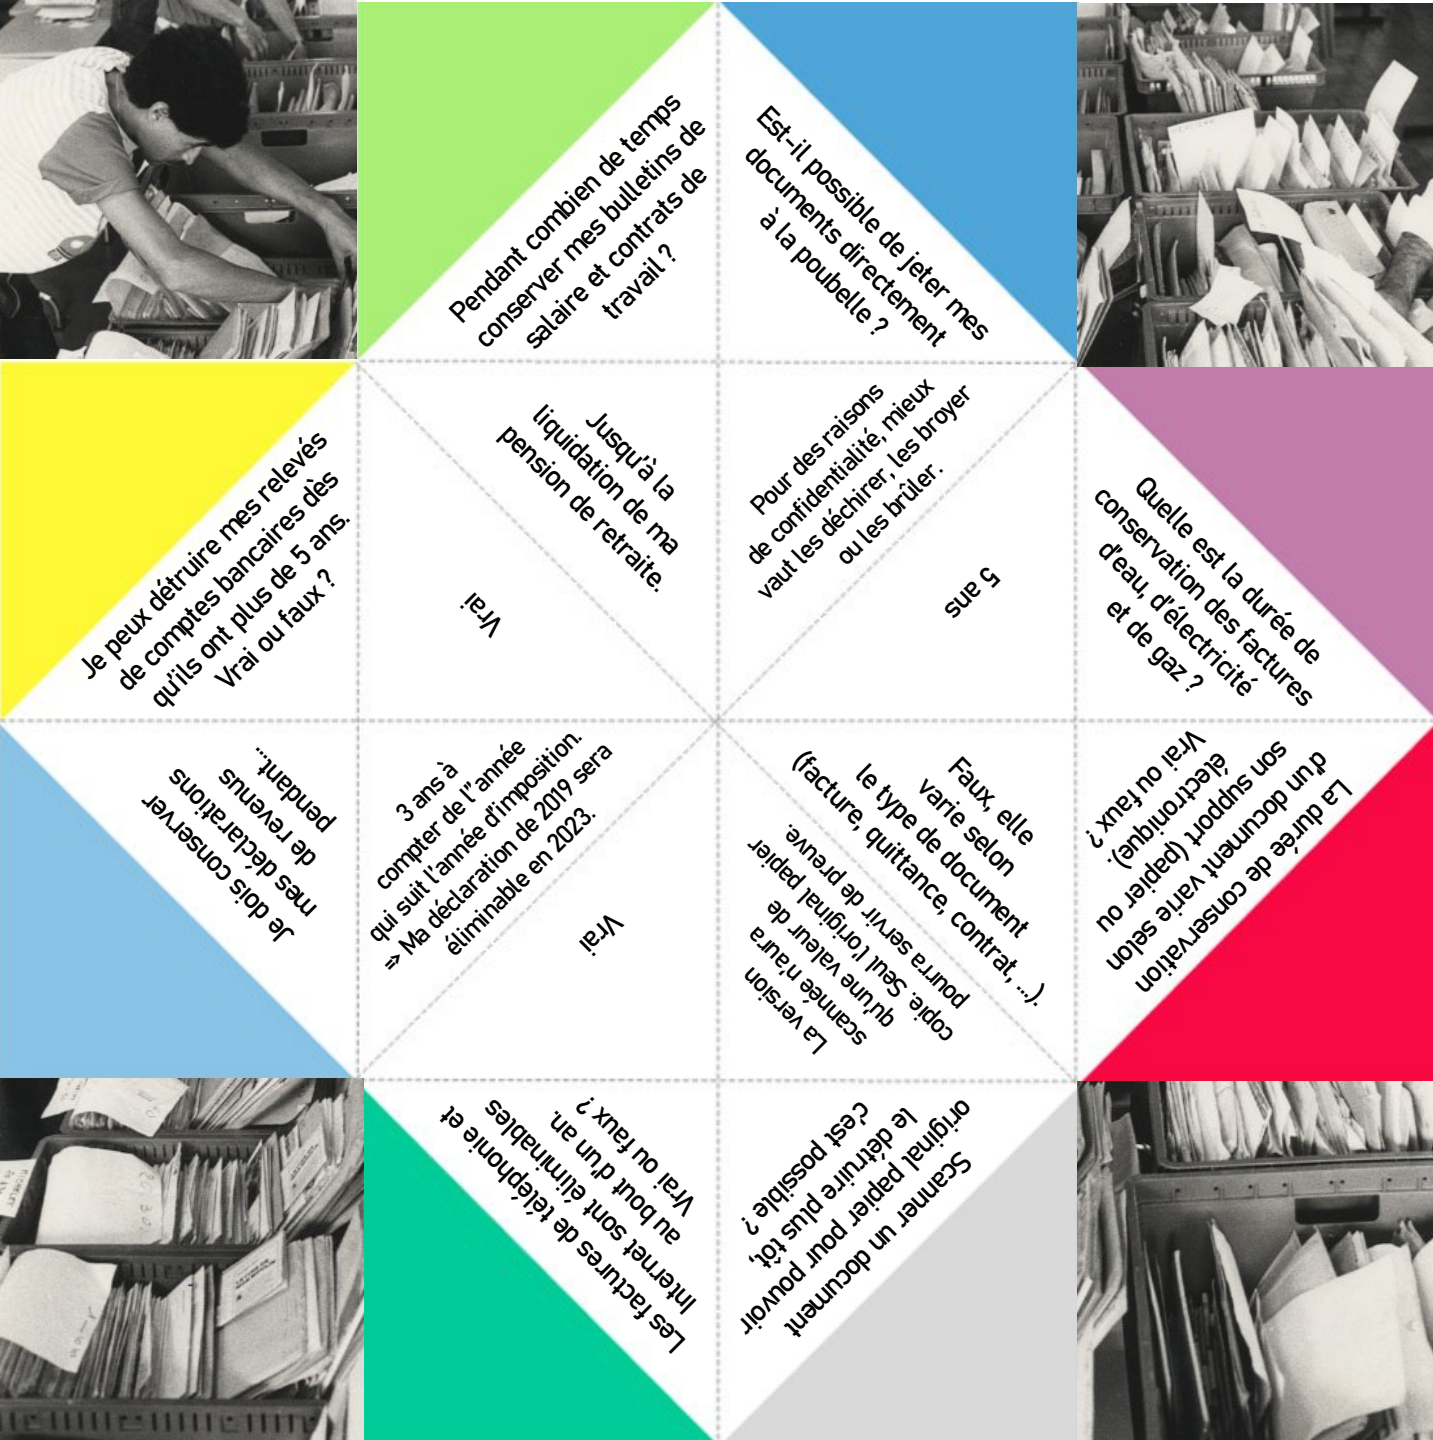 Pendant combien de temps
conserver mes bulletins de
salaire et contrats de
travail ?
Est-il possible de jeter mes
documents directement
à la poubelle ?
Je peux détruire mes relevés
de comptes bancaires dès
qu'ils ont plus de 5 ans.
Vrai ou faux ?
Jusqu'à la
liquidation de ma
pension de retraite.
Vrai
Pour des raisons
de confidentialité, mieux
vaut les déchirer, les broyer
ou les brûler.
5 ans
Quelle est la durée de
conservation des factures
d'eau, d'électricité
et de gaz ?
Je dois conserver
mes déclarations
de revenus
pendant...
3 ans à
compter de l''année
qui suit l'année d'imposition.
=> Ma déclaration de 2019 sera
éliminable en 2023.
Vrai
Faux, elle
varie selon
le type de document
(facture, quittance, contrat, ...).
La version
scannée n'aura
qu'une valeur de
copie. Seul l'original papier
pourra servir de preuve.
La durée de conservation
d'un document varie selon
son support (papier ou
électronique).
Vrai ou faux ?
Les factures de téléphonie et
Internet sont éliminables
au bout d'un an.
Vrai ou faux ?
Scanner un document
original papier pour pouvoir
le détruire plus tôt,
c'est possible ?